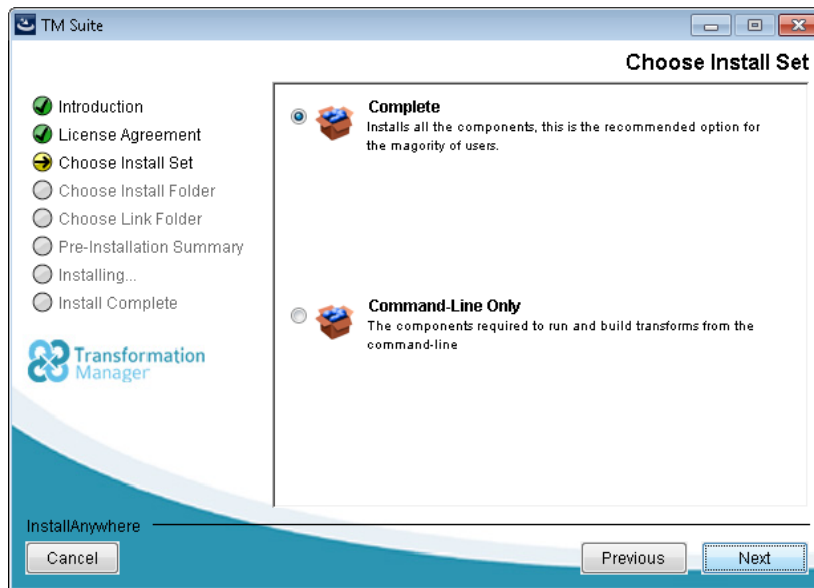 TM Suite
Choose Install Set
Introduction
License Agreement
Choose Install Set
Choose Install Folder
Choose Link Folder
Pre-Installation Summary
Installing...
Install Complete
Transformation
Manager
Complete
Installs all the components, this is the recommended option for
the magority of users.
Command-Line Only
The components required to run and build transforms from the
command-line
InstallAnywhere
Cancel
Previous
Next